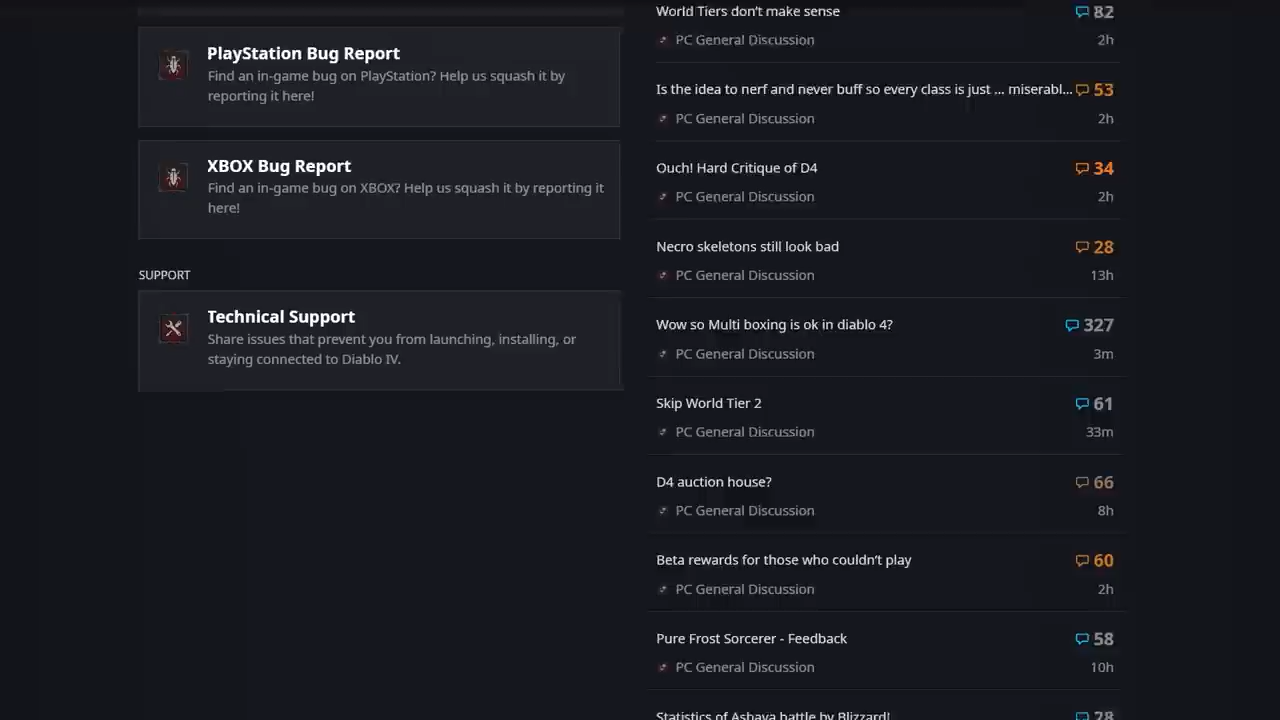 PlayStation Bug Report
Find an in-game bug on PlayStation? Help us squash it by
reporting it here!
XBOX Bug Report
Find an in-game bug on XBOX? Help us squash it by reporting it
here!
SUPPORT
Technical Support
Share issues that prevent you from launching, installing, or
staying connected to Diablo IV.
World Tiers don't make sense 82
PC General Discussion 2h
Is the idea to nerf and never buff so every class is just ... miserabl... 53
PC General Discussion 2h
Ouch! Hard Critique of D4 34
PC General Discussion 2h
Necro skeletons still look bad 28
PC General Discussion 13h
Wow so Multi boxing is ok in diablo 4? 327
PC General Discussion 3m
Skip World Tier 2 61
PC General Discussion 33m
D4 auction house? 66
PC General Discussion 8h
Beta rewards for those who couldn't play 60
PC General Discussion 2h
Pure Frost Sorcerer - Feedback 58
PC General Discussion 10h
Statistics of Ashava battle by Blizzard! 28